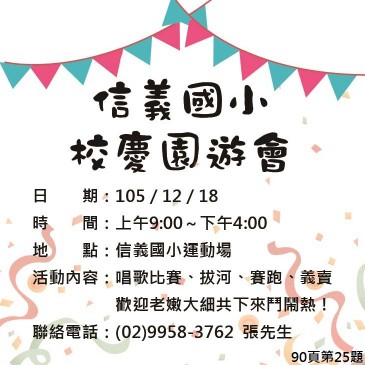 信義國小
校慶園遊會
日　　期：105 / 12 / 18
時　　間：上午9:00～下午4:00
地　　點：信義國小運動場
活動內容：唱歌比賽、拔河、賽跑、義賣
歡迎老嫩大細共下來鬥鬧熱！
聯絡電話：(02)9958-3762 張先生
90頁第25題